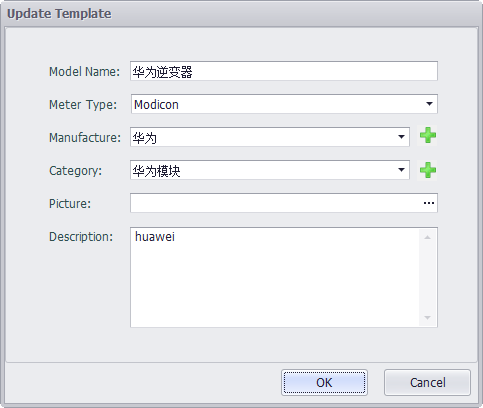 Update Template
Model Name: 华为逆变器
Meter Type: Modicon
Manufacture: 华为
Category: 华为模块
Picture: ...
Description: huawei
OK Cancel